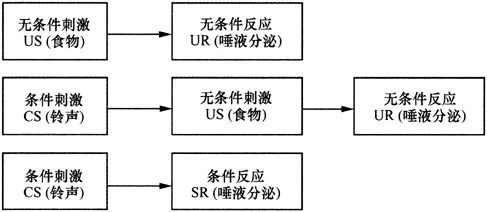 无条件刺激
US (食物)
无条件反应
UR (唾液分泌)
条件刺激
CS (铃声)
无条件刺激
US (食物)
无条件反应
UR (唾液分泌)
条件刺激
CS (铃声)
条件反应
SR (唾液分泌)